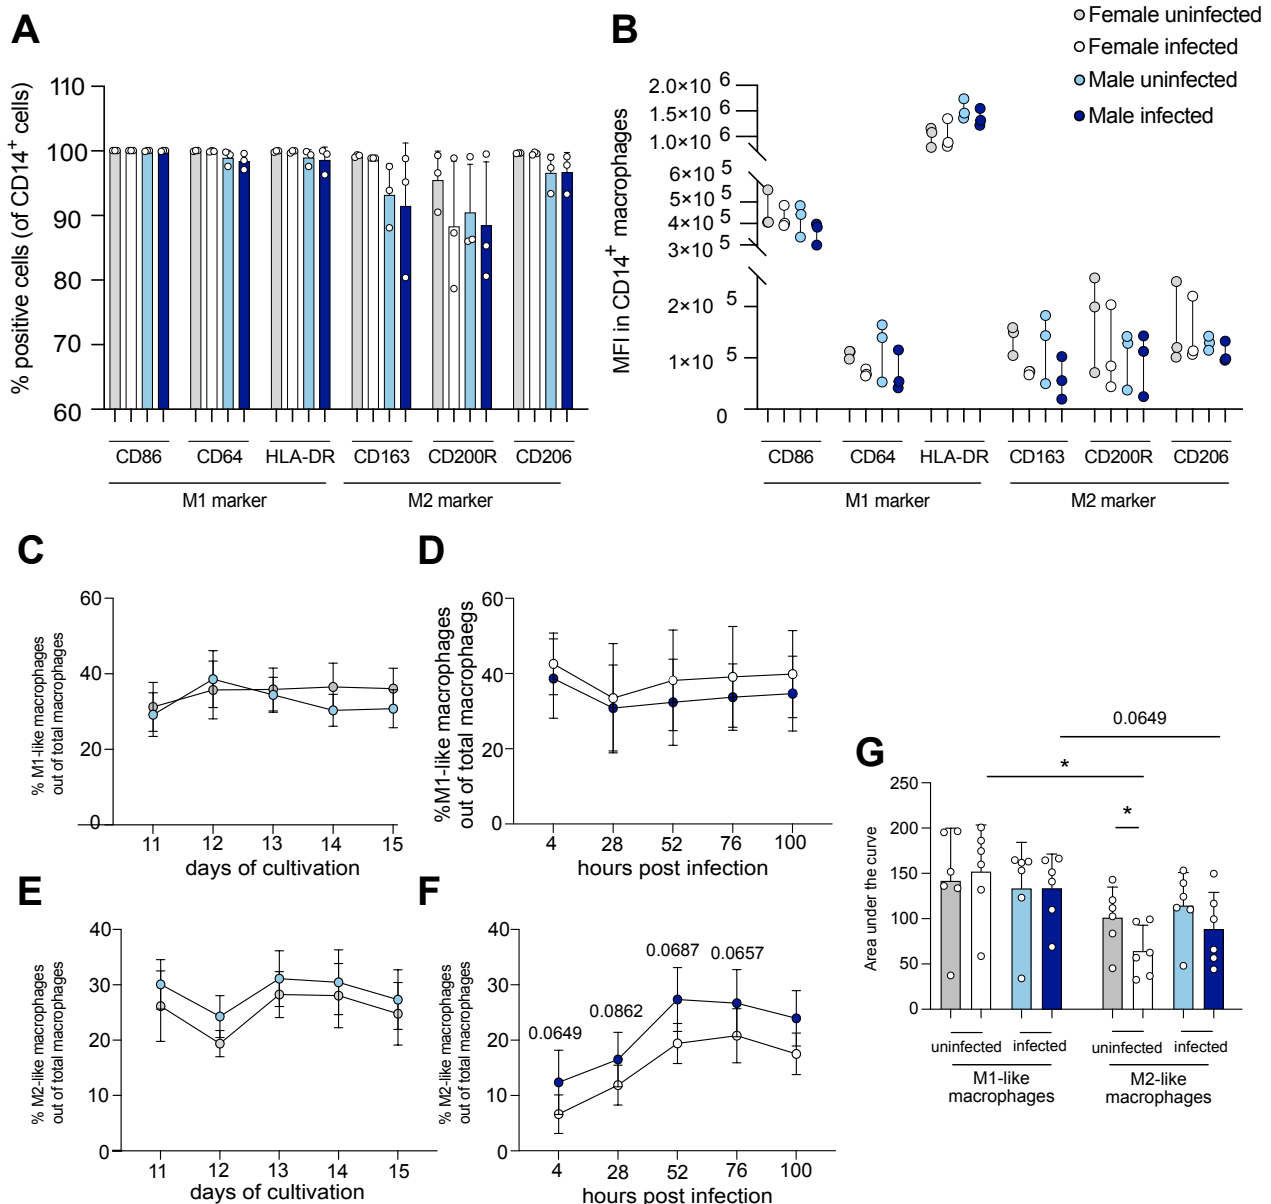 A
B
Female uninfected
Female infected
Male uninfected
Male infected
% positive cells (of CD14+ cells)
110
100
90
80
70
60
CD86 CD64 HLA-DR CD163 CD200R CD206
M1 marker M2 marker
MFI in CD14+ macrophages
2.0×10 6
1.5×10 6
1.0×10 6
6×10 5
5×10 5
4×10 5
3×10 5
2×10 5
1×10 5
0
CD86 CD64 HLA-DR CD163 CD200R CD206
M1 marker M2 marker
C
% M1-like macrophages
out of total macrophages
60
40
20
0
11 12 13 14 15
days of cultivation
D
%M1-like macrophages
out of total macrophaegs
60
40
20
0
4 28 52 76 100
hours post infection
E
% M2-like macrophages
out of total macrophages
40
30
20
10
0
11 12 13 14 15
days of cultivation
F
% M2-like macrophages
out of total macrophages
40
30
20
10
0
0.0649
0.0862
0.0687
0.0657
4 28 52 76 100
hours post infection
G
0.0649
*
*
Area under the curve
250
200
150
100
50
0
uninfected infected uninfected infected
M1-like
macrophages
M2-like
macrophages